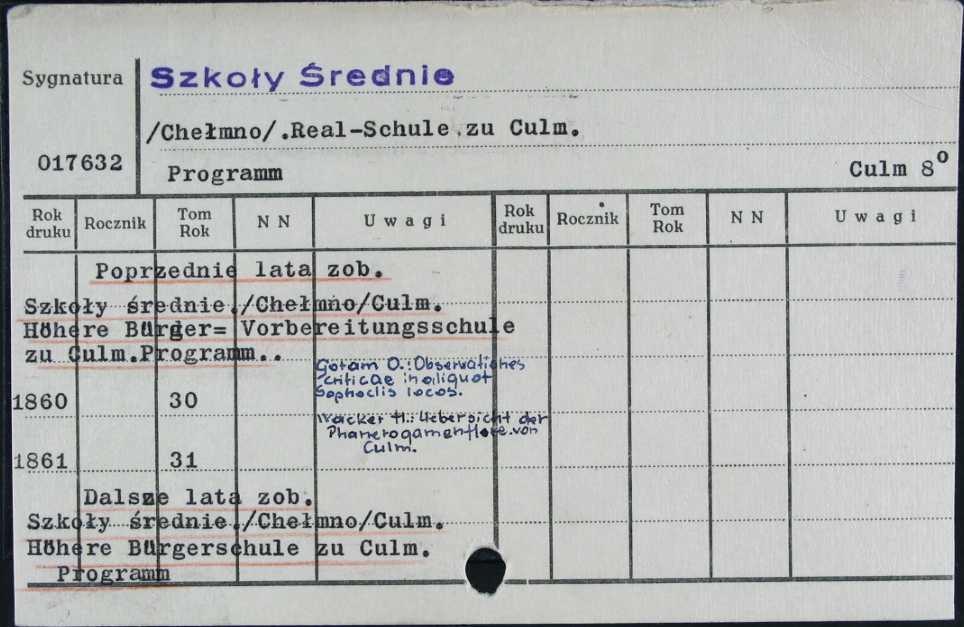 Sygnatura
Szkoły Średnie
/Chełmno/.Real-Schule.zu Culm.
017632
Programm
Culm 8º
Rok druku Rocznik Tom Rok N N U w a g i Rok druku Rocznik Tom Rok N N U w a g i
Poprzednie lata zob.
Szkoły średnie./Chełmno/Culm.
Höhere Bürger= Vorbereitungsschule
zu Culm.Programm..
O.: Observationes
criticae in aliquot
Sophoclis locos.
1860 30
Wacker H.: Uebersicht der
Phanerogamenflora von
Culm.
1861 31
Dalsze lata zob.
Szkoły średnie./Chełmno/Culm.
Höhere Bürgerschule zu Culm.
Programm